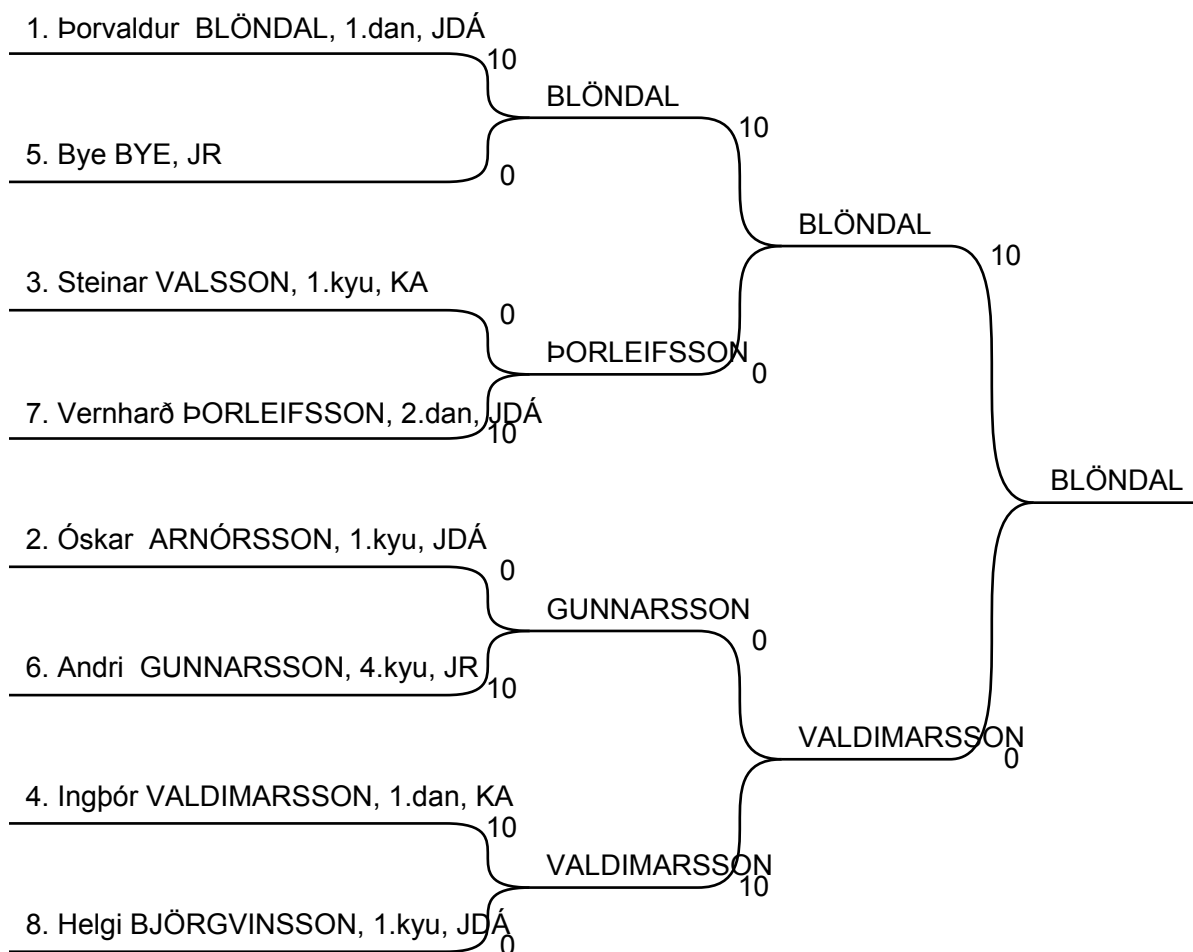 1. Þorvaldur  BLÖNDAL, 1.dan, JDÁ
10
BLÖNDAL
10
5. Bye BYE, JR
0
BLÖNDAL
10
3. Steinar VALSSON, 1.kyu, KA
0
ÞORLEIFSSON
0
7. Vernharð ÞORLEIFSSON, 2.dan, JDÁ
10
BLÖNDAL
2. Óskar  ARNÓRSSON, 1.kyu, JDÁ
0
GUNNARSSON
0
6. Andri  GUNNARSSON, 4.kyu, JR
10
VALDIMARSSON
0
4. Ingþór VALDIMARSSON, 1.dan, KA
10
VALDIMARSSON
10
8. Helgi BJÖRGVINSSON, 1.kyu, JDÁ
0